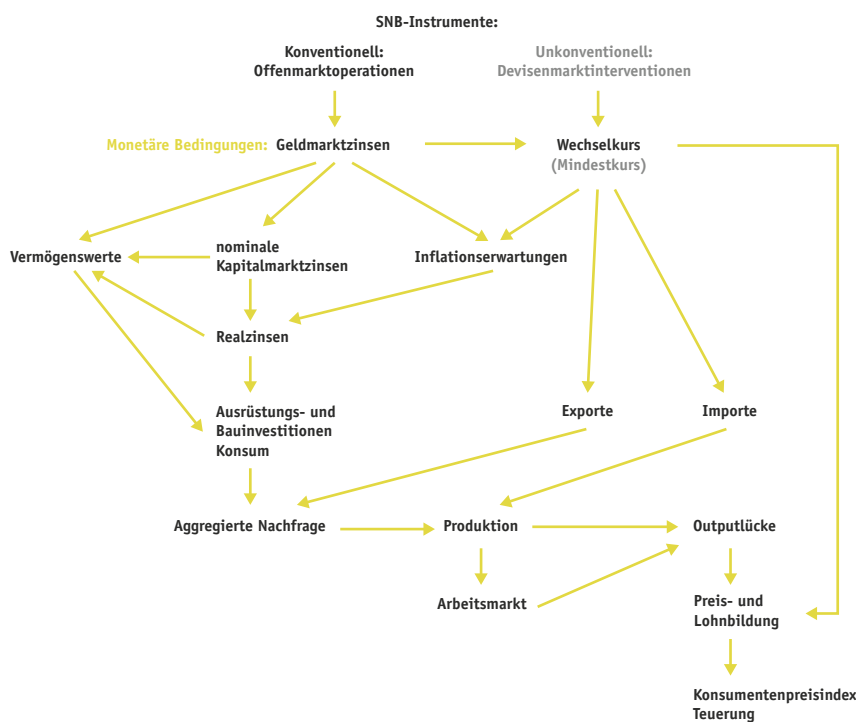 SNB-Instrumente:
Konventionell:
Offenmarktoperationen
Unkonventionell:
Devisenmarktinterventionen
Monetäre Bedingungen: Geldmarktzinsen
Wechselkurs
(Mindestkurs)
Vermögenswerte
nominale
Kapitalmarktzinsen
Inflationserwartungen
Realzinsen
Ausrüstungs- und
Bauinvestitionen
Konsum
Exporte
Importe
Aggregierte Nachfrage
Produktion
Outputlücke
Arbeitsmarkt
Preis- und
Lohnbildung
Konsumentenpreisindex
Teuerung